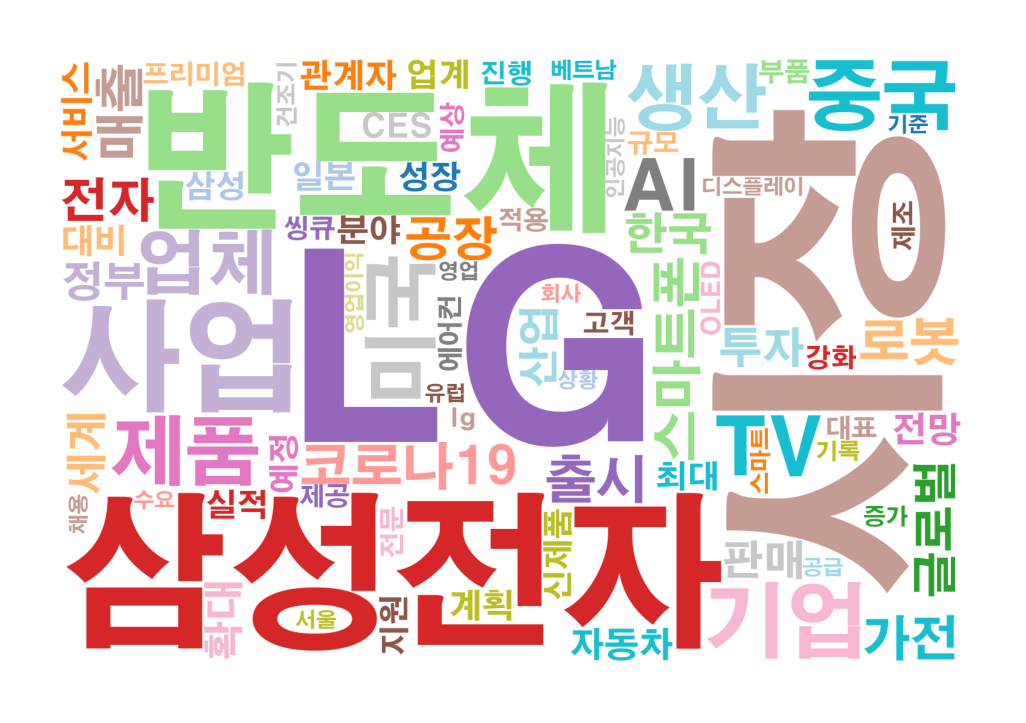 서비스
매출
프리미엄
건조기
관계자
업계
진행
베트남
생산
부품
중국
기준
반도체
CES
예상
인공지능
규모
AI
디스플레이
시장
제조
전자
삼성
일본
성장
대비
씽큐
분야
공장
적용
한국
정부
업체
영업이익
미국
영업
에어컨
LG
회사
고객
산업
상황
스마트폰
OLED
투자
강화
로봇
사업
유럽
lg
세계
제품
예정
코로나19
출시
최대
TV
스마트
기록
대표
전망
채용
수요
실적
제공
전문
신제품
증가
글로벌
판매
공급
삼성전자
확대
서울
지원
계획
자동차
기업
가전